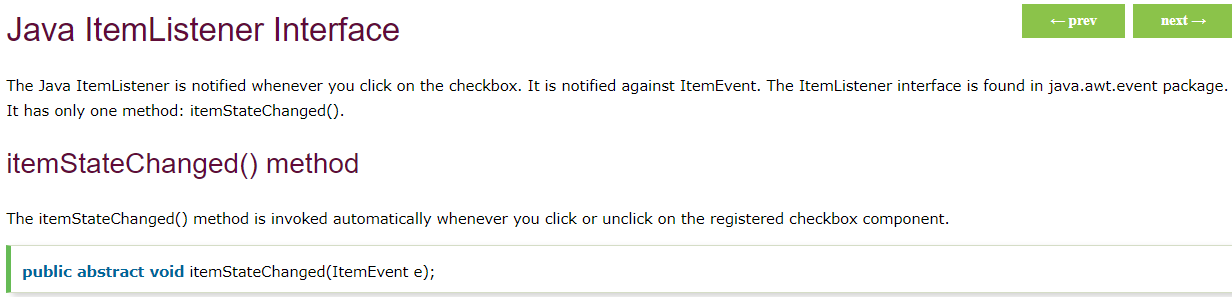 Java ItemListener Interface
← prev
next →
The Java ItemListener is notified whenever you click on the checkbox. It is notified against ItemEvent. The ItemListener interface is found in java.awt.event package.
It has only one method: itemStateChanged().
itemStateChanged() method
The itemStateChanged() method is invoked automatically whenever you click or unclick on the registered checkbox component.
public abstract void itemStateChanged(ItemEvent e);